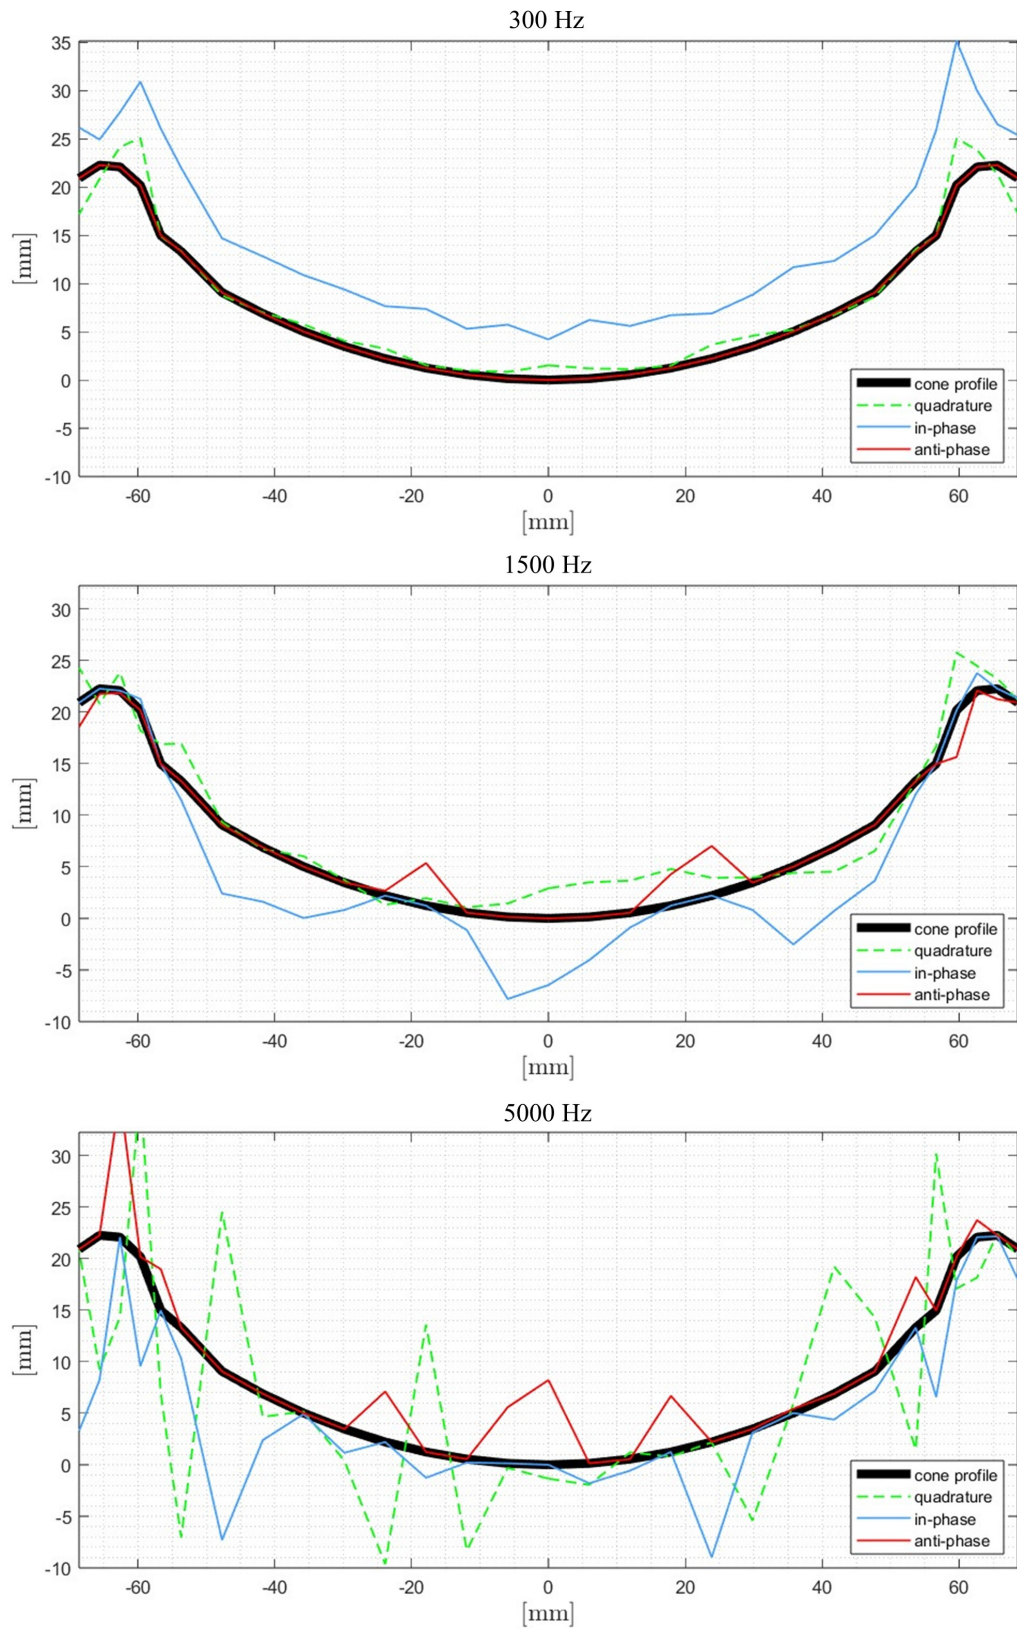 300 Hz
35
30
25
20
15
10
5
0
-5
-10
[mm]
cone profile
quadrature
in-phase
anti-phase
-60 -40 -20 0 20 40 60
[mm]
1500 Hz
30
25
20
15
10
5
0
-5
-10
[mm]
cone profile
quadrature
in-phase
anti-phase
-60 -40 -20 0 20 40 60
[mm]
5000 Hz
30
25
20
15
10
5
0
-5
-10
[mm]
cone profile
quadrature
in-phase
anti-phase
-60 -40 -20 0 20 40 60
[mm]